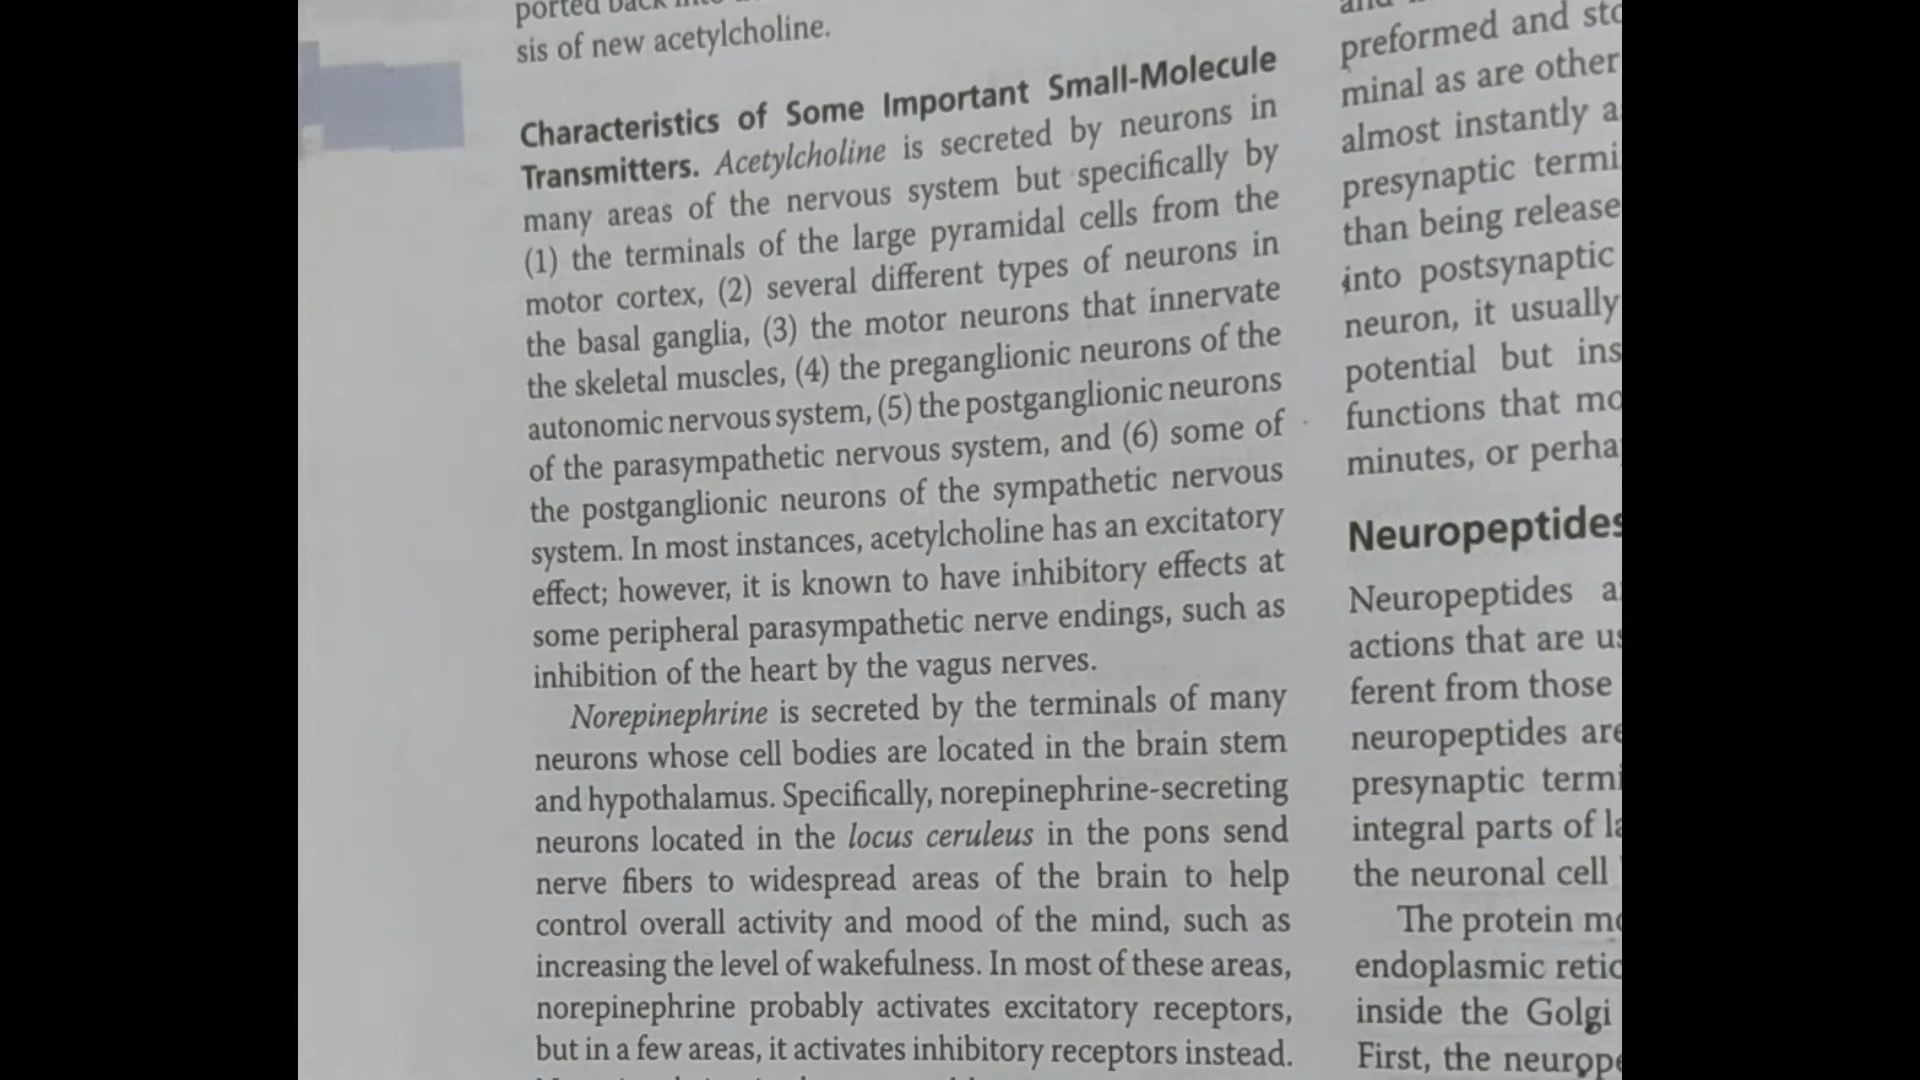 sis of new acetylcholine.
Characteristics of Some Important Small-Molecule
Transmitters. Acetylcholine is secreted by neurons in
many areas of the nervous system but specifically by
(1) the terminals of the large pyramidal cells from the
motor cortex, (2) several different types of neurons in
the basal ganglia, (3) the motor neurons that innervate
the skeletal muscles, (4) the preganglionic neurons of the
autonomic nervous system, (5) the postganglionic neurons
of the parasympathetic nervous system, and (6) some of
the postganglionic neurons of the sympathetic nervous
system. In most instances, acetylcholine has an excitatory
effect; however, it is known to have inhibitory effects at
some peripheral parasympathetic nerve endings, such as
inhibition of the heart by the vagus nerves.
Norepinephrine is secreted by the terminals of many
neurons whose cell bodies are located in the brain stem
and hypothalamus. Specifically, norepinephrine-secreting
neurons located in the locus ceruleus in the pons send
nerve fibers to widespread areas of the brain to help
control overall activity and mood of the mind, such as
increasing the level of wakefulness. In most of these areas,
norepinephrine probably activates excitatory receptors,
but in a few areas, it activates inhibitory receptors instead.
preformed and
minal as are other
almost instantly
presynaptic
than being
into postsynaptic
neuron, it usually
potential but
functions that
minutes, or
Neuropeptides
Neuropeptides
actions that are
ferent from those
neuropeptides are
presynaptic
integral parts of
the neuronal cell
The protein
endoplasmic
inside the Golgi
First, the